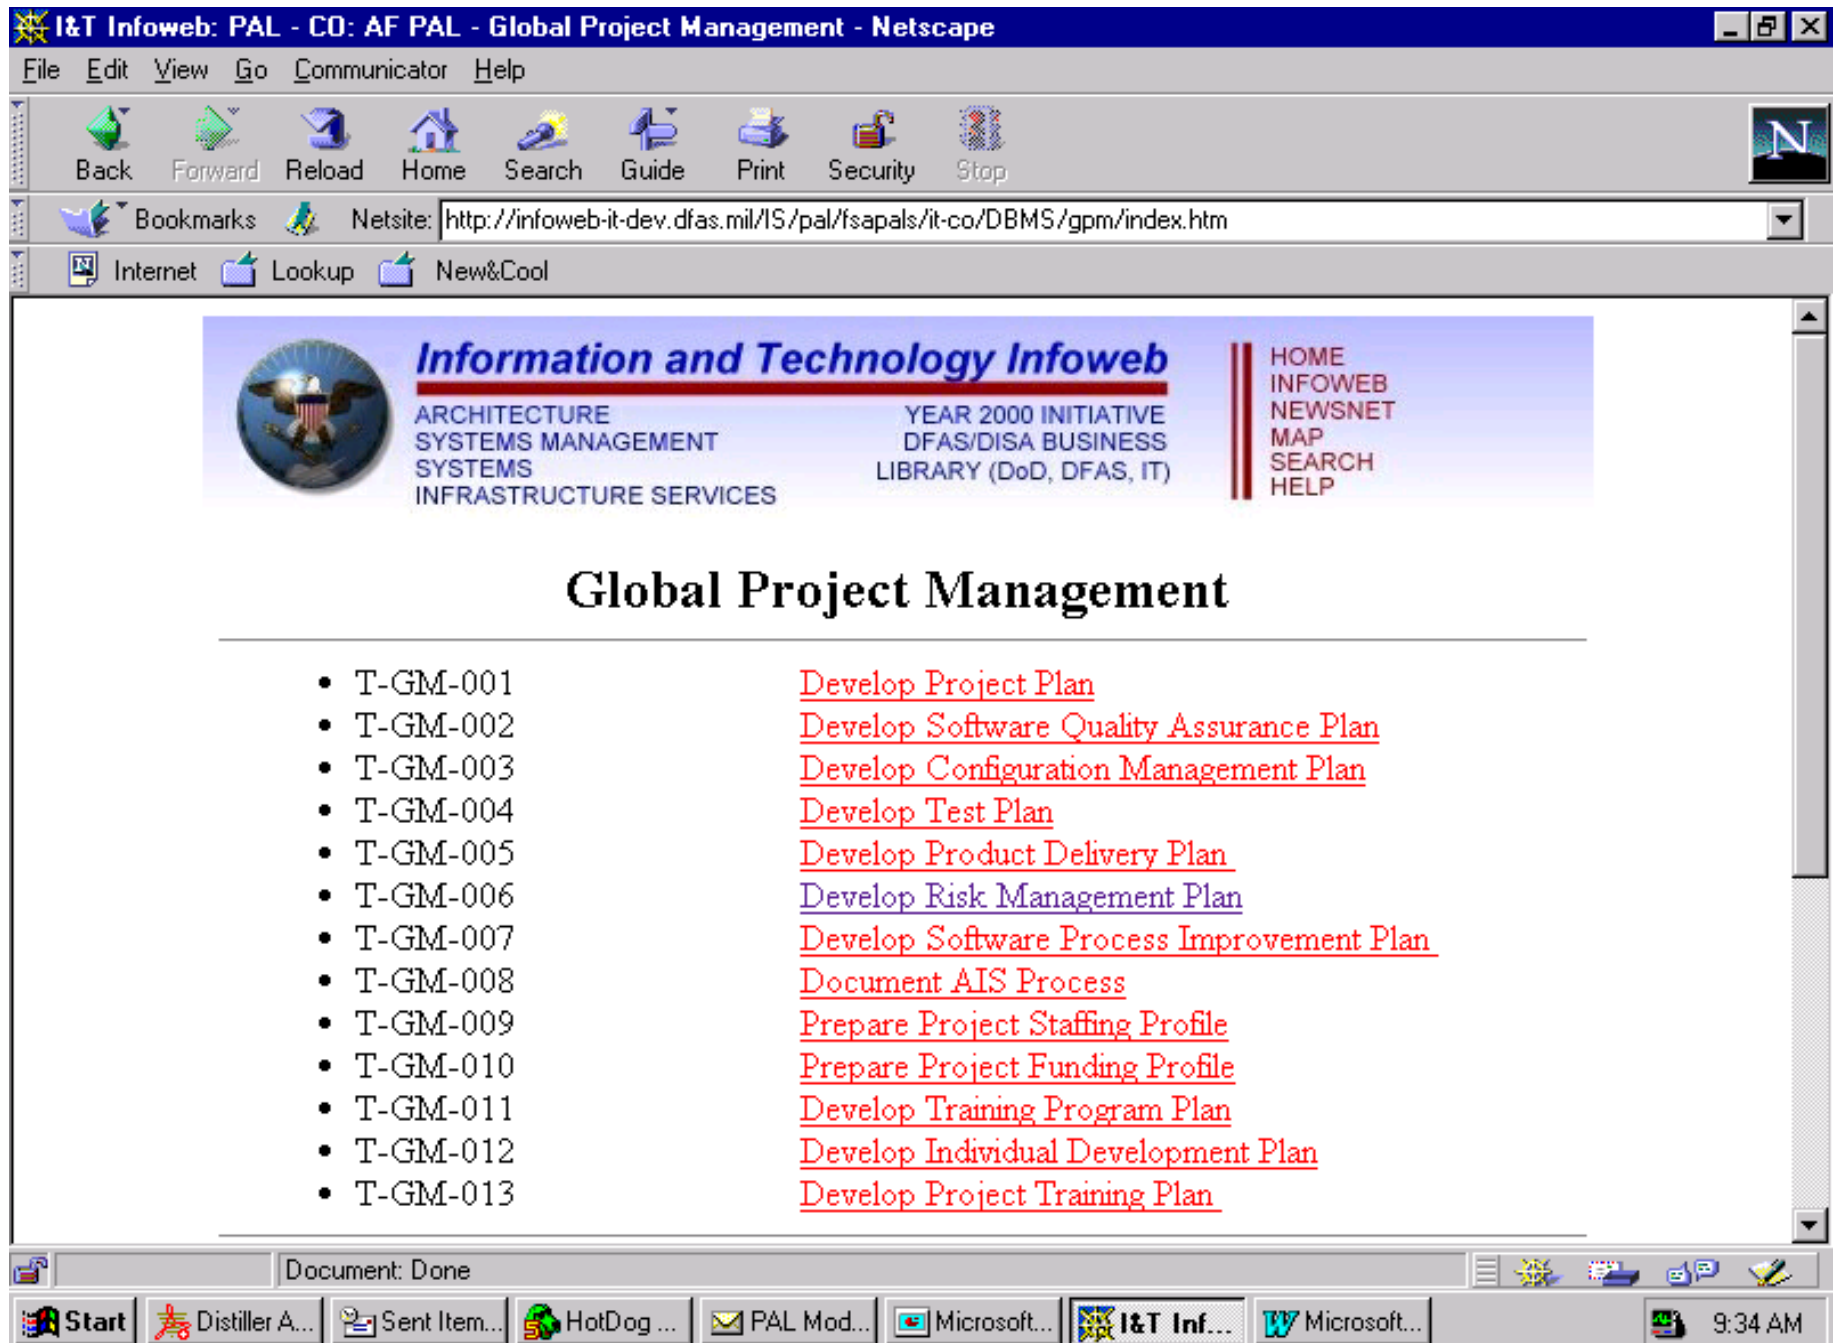 I&T Infoweb: PAL - CO: AF PAL - Global Project Management - Netscape
File Edit View Go Communicator Help
Back Forward Reload Home Search Guide Print Security Stop
N
Bookmarks Netsite: http://infoweb-it-dev.dfas.mil/IS/pal/fsapals/it-co/DBMS/gpm/index.htm
Internet Lookup New&Cool
Information and Technology Infoweb
ARCHITECTURE
SYSTEMS MANAGEMENT
SYSTEMS
INFRASTRUCTURE SERVICES
YEAR 2000 INITIATIVE
DFAS/DISA BUSINESS
LIBRARY (DoD, DFAS, IT)
HOME
INFOWEB
NEWSNET
MAP
SEARCH
HELP
Global Project Management
• T-GM-001 Develop Project Plan
• T-GM-002 Develop Software Quality Assurance Plan
• T-GM-003 Develop Configuration Management Plan
• T-GM-004 Develop Test Plan
• T-GM-005 Develop Product Delivery Plan
• T-GM-006 Develop Risk Management Plan
• T-GM-007 Develop Software Process Improvement Plan
• T-GM-008 Document AIS Process
• T-GM-009 Prepare Project Staffing Profile
• T-GM-010 Prepare Project Funding Profile
• T-GM-011 Develop Training Program Plan
• T-GM-012 Develop Individual Development Plan
• T-GM-013 Develop Project Training Plan
Document: Done
Start Distiller A... Sent Item... HotDog ... PAL Mod... Microsoft... I&T Inf... Microsoft... 9:34 AM